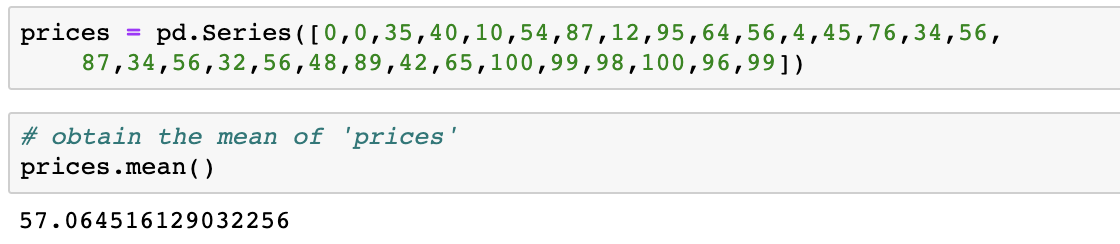 prices = pd.Series([0,0,35,40,10,54,87,12,95,64,56,4,45,76,34,56,
87,34,56,32,56,48,89,42,65,100,99,98,100,96,99])
# obtain the mean of 'prices'
prices.mean()
57.064516129032256